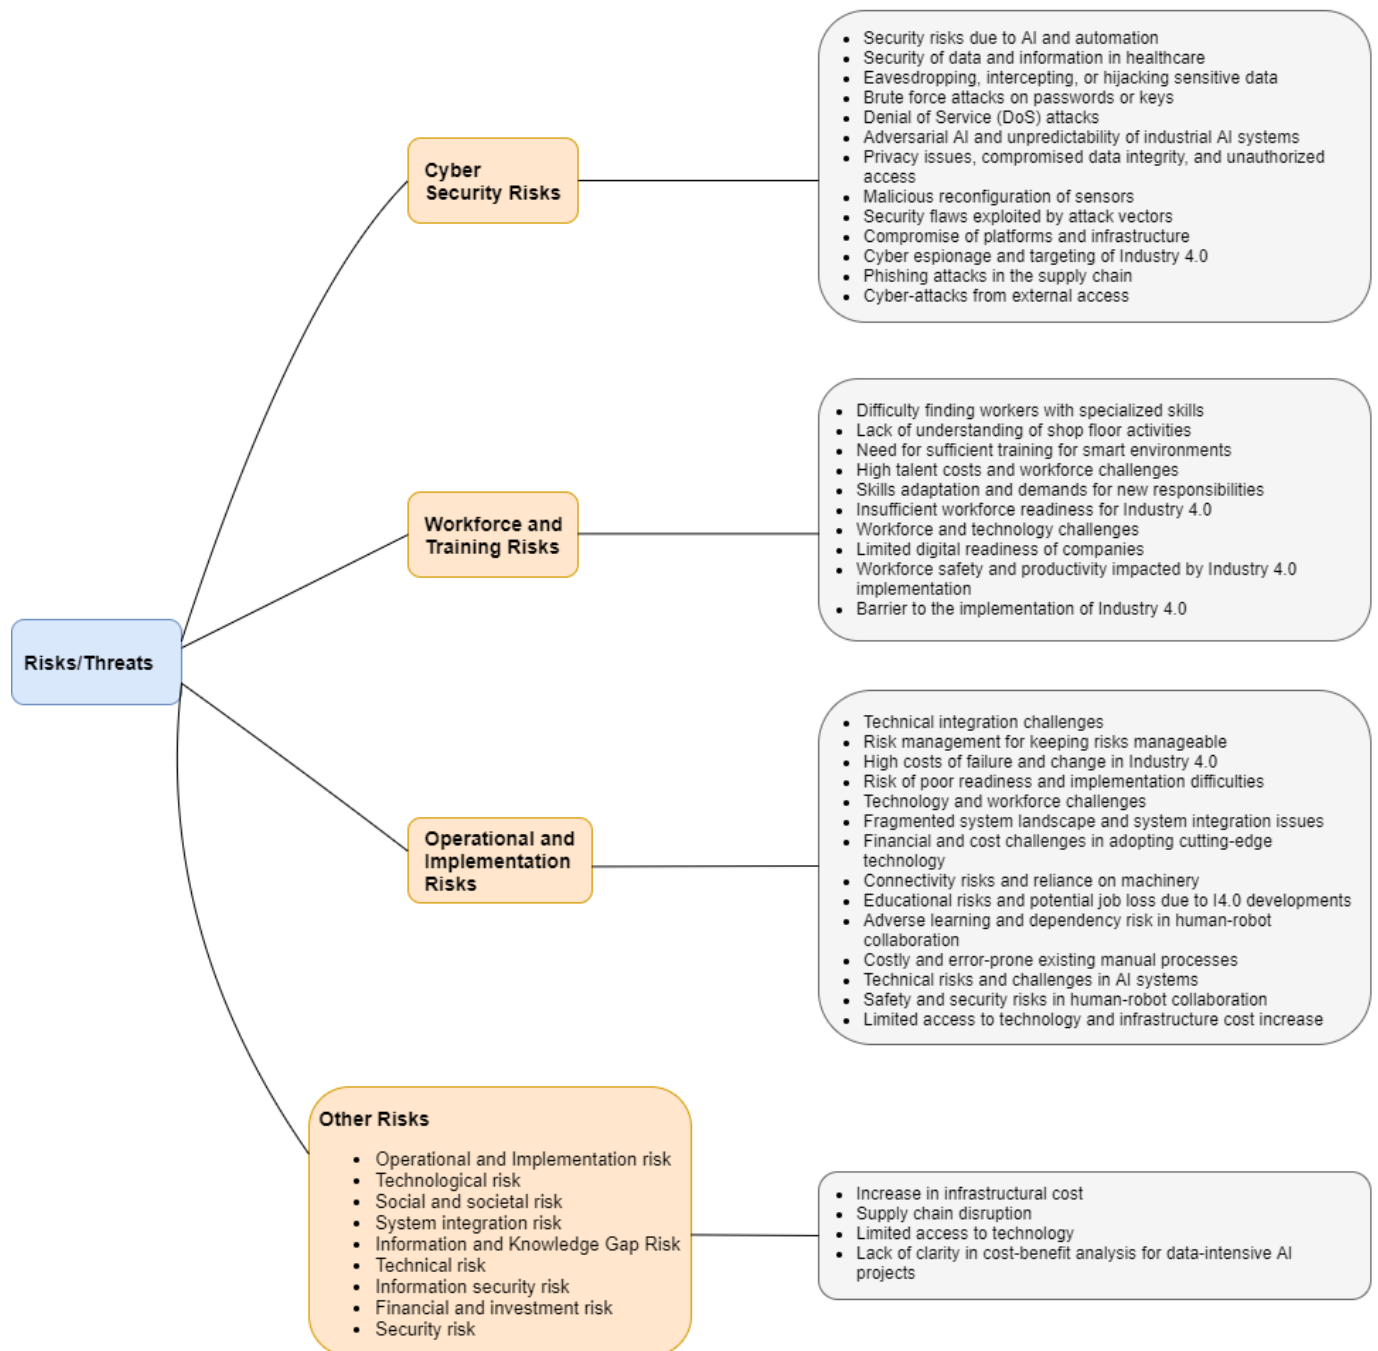 Risks/Threats
Cyber
Security Risks
• Security risks due to AI and automation
• Security of data and information in healthcare
• Eavesdropping, intercepting, or hijacking sensitive data
• Brute force attacks on passwords or keys
• Denial of Service (DoS) attacks
• Adversarial AI and unpredictability of industrial AI systems
• Privacy issues, compromised data integrity, and unauthorized
access
• Malicious reconfiguration of sensors
• Security flaws exploited by attack vectors
• Compromise of platforms and infrastructure
• Cyber espionage and targeting of Industry 4.0
• Phishing attacks in the supply chain
• Cyber-attacks from external access
Workforce and
Training Risks
• Difficulty finding workers with specialized skills
• Lack of understanding of shop floor activities
• Need for sufficient training for smart environments
• High talent costs and workforce challenges
• Skills adaptation and demands for new responsibilities
• Insufficient workforce readiness for Industry 4.0
• Workforce and technology challenges
• Limited digital readiness of companies
• Workforce safety and productivity impacted by Industry 4.0
implementation
• Barrier to the implementation of Industry 4.0
Operational and
Implementation
Risks
• Technical integration challenges
• Risk management for keeping risks manageable
• High costs of failure and change in Industry 4.0
• Risk of poor readiness and implementation difficulties
• Technology and workforce challenges
• Fragmented system landscape and system integration issues
• Financial and cost challenges in adopting cutting-edge
technology
• Connectivity risks and reliance on machinery
• Educational risks and potential job loss due to I4.0 developments
• Adverse learning and dependency risk in human-robot
collaboration
• Costly and error-prone existing manual processes
• Technical risks and challenges in AI systems
• Safety and security risks in human-robot collaboration
• Limited access to technology and infrastructure cost increase
Other Risks
• Operational and Implementation risk
• Technological risk
• Social and societal risk
• System integration risk
• Information and Knowledge Gap Risk
• Technical risk
• Information security risk
• Financial and investment risk
• Security risk
• Increase in infrastructural cost
• Supply chain disruption
• Limited access to technology
• Lack of clarity in cost-benefit analysis for data-intensive AI
projects